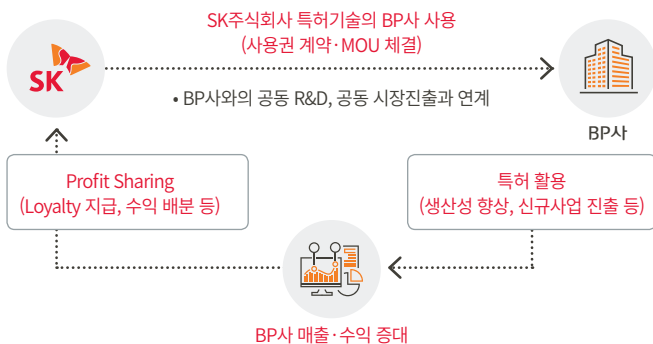 SK주식회사 특허기술의 BP사 사용
(사용권 계약·MOU 체결)
SK
• BP사와의 공동 R&D, 공동 시장진출과 연계
BP사
Profit Sharing
(Loyalty 지급, 수익 배분 등)
특허 활용
(생산성 향상, 신규사업 진출 등)
BP사 매출·수익 증대